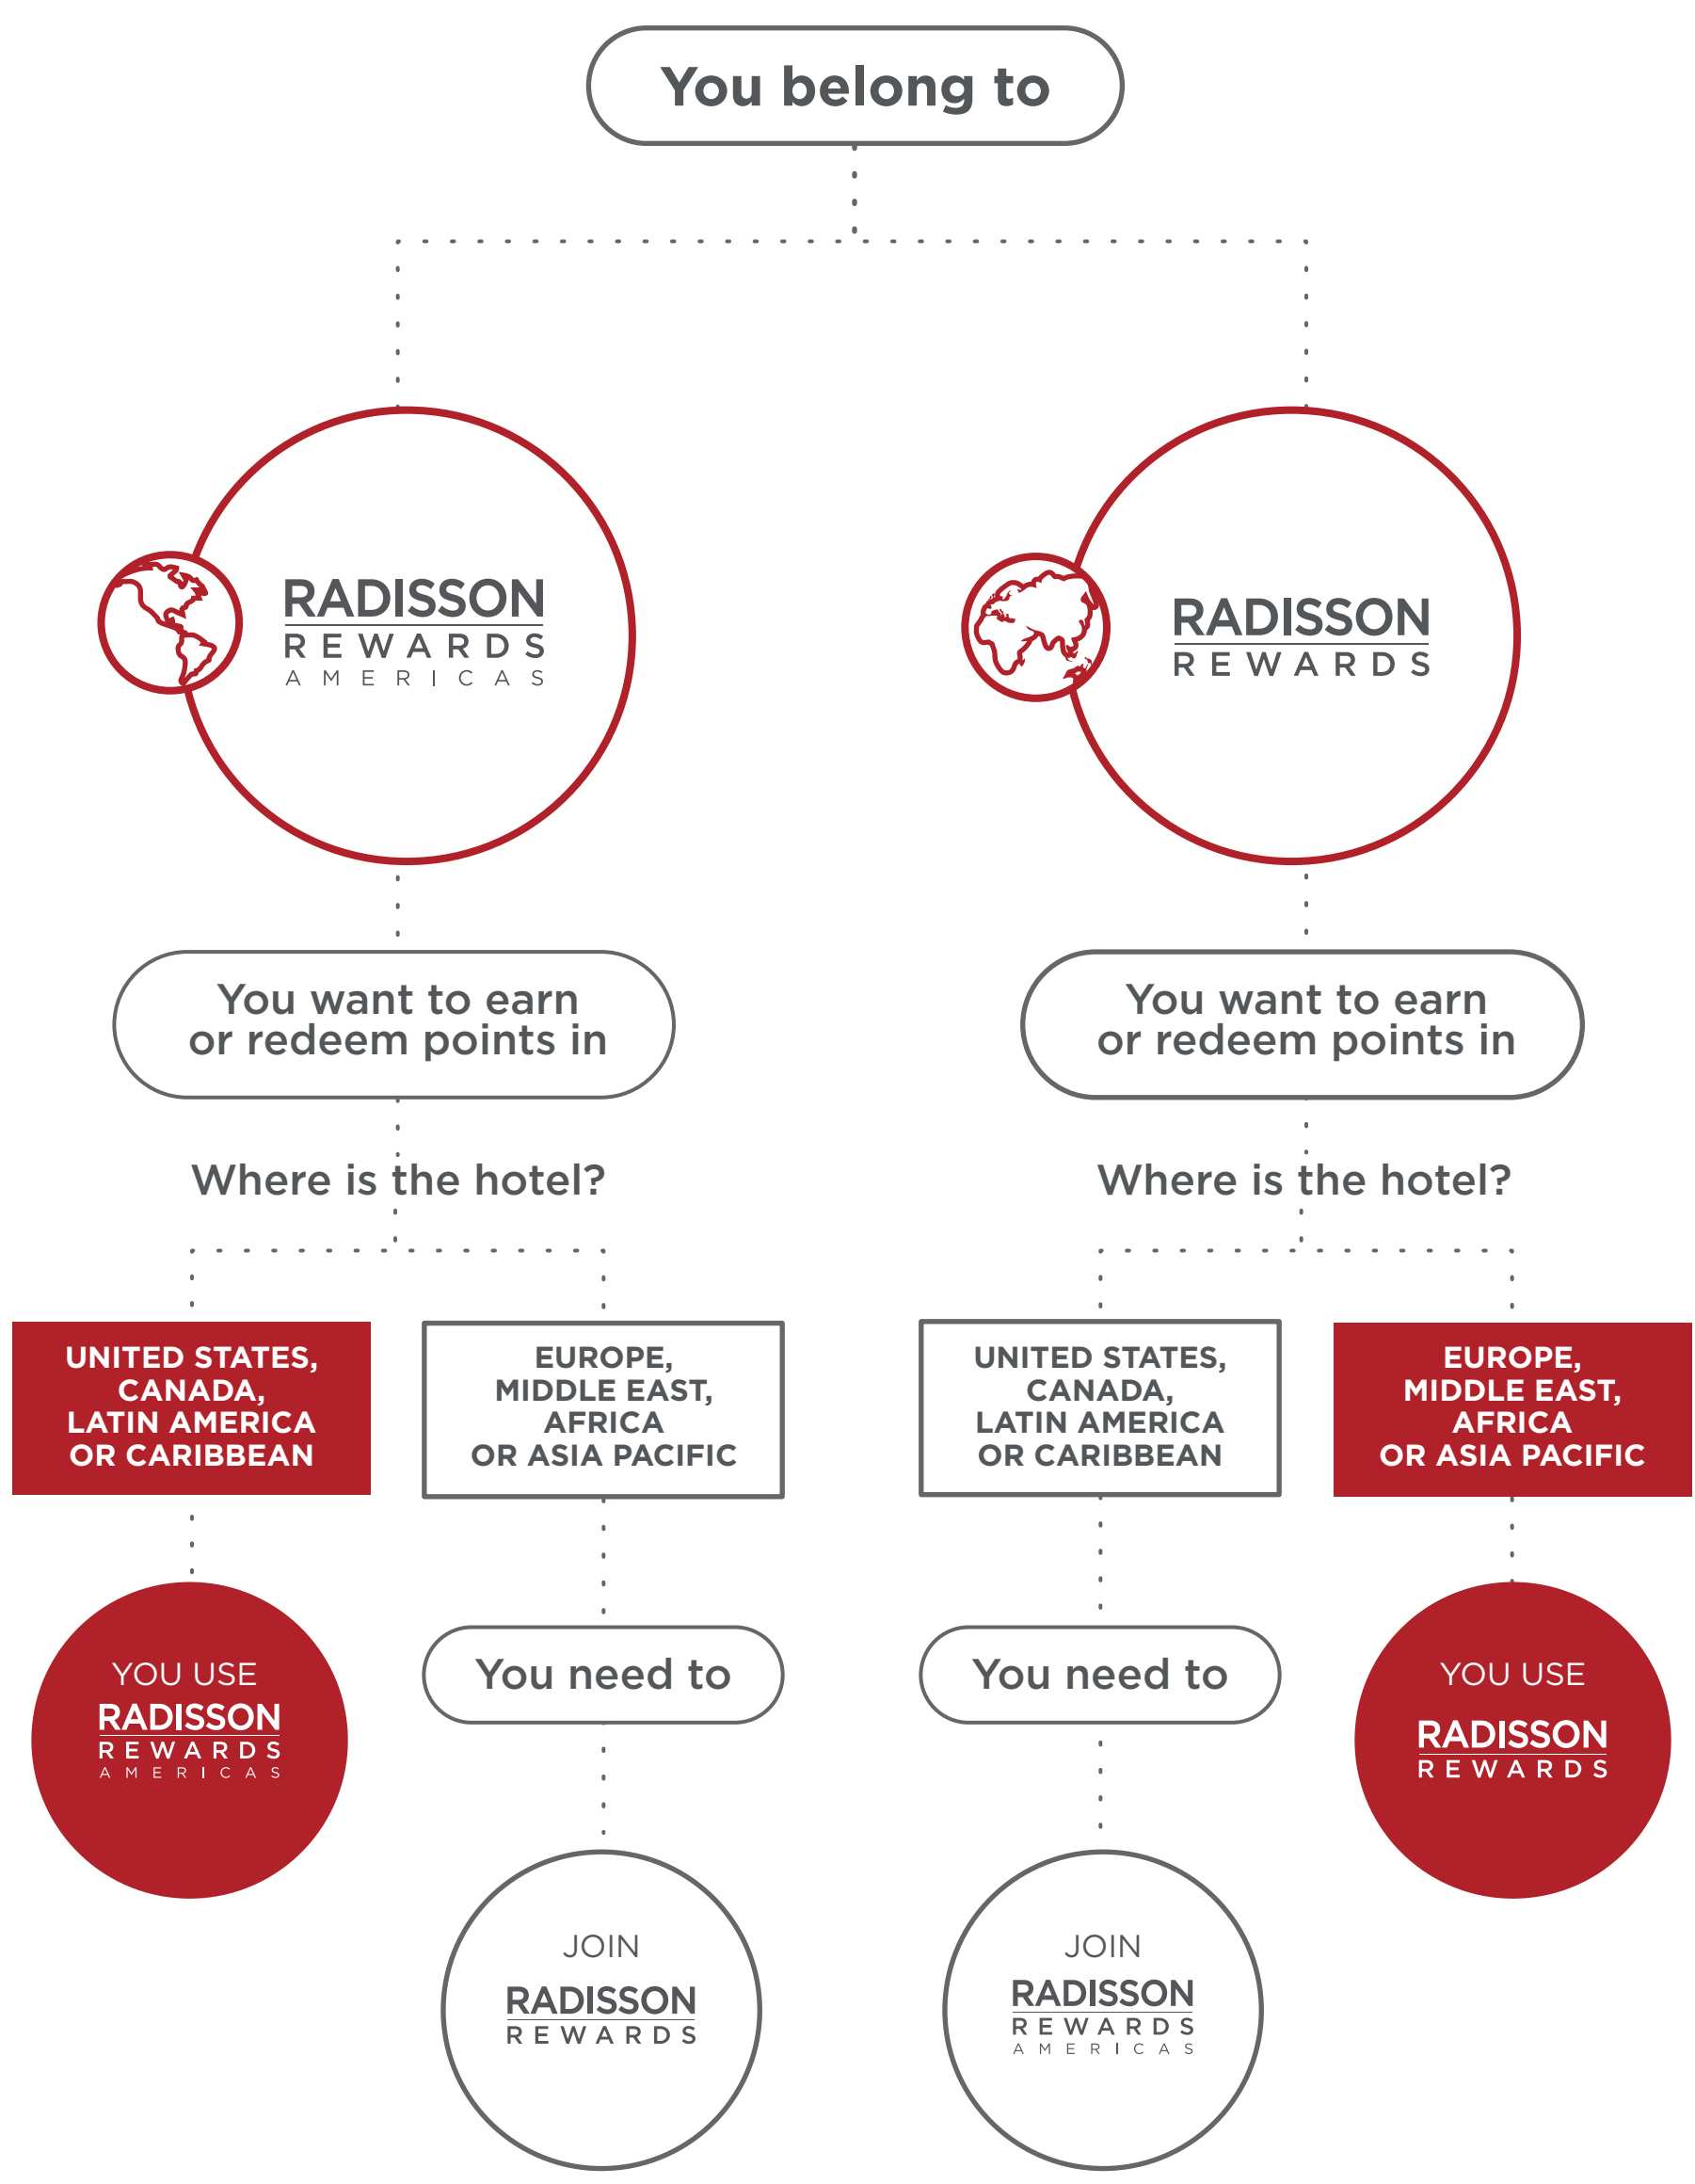 You belong to
RADISSON
REWARDS
AMERICAS
RADISSON
REWARDS
You want to earn
or redeem points in
You want to earn
or redeem points in
Where is the hotel?
Where is the hotel?
UNITED STATES,
CANADA,
LATIN AMERICA
OR CARIBBEAN
EUROPE,
MIDDLE EAST,
AFRICA
OR ASIA PACIFIC
UNITED STATES,
CANADA,
LATIN AMERICA
OR CARIBBEAN
EUROPE,
MIDDLE EAST,
AFRICA
OR ASIA PACIFIC
YOU USE
RADISSON
REWARDS
AMERICAS
You need to
You need to
YOU USE
RADISSON
REWARDS
JOIN
RADISSON
REWARDS
JOIN
RADISSON
REWARDS
AMERICAS